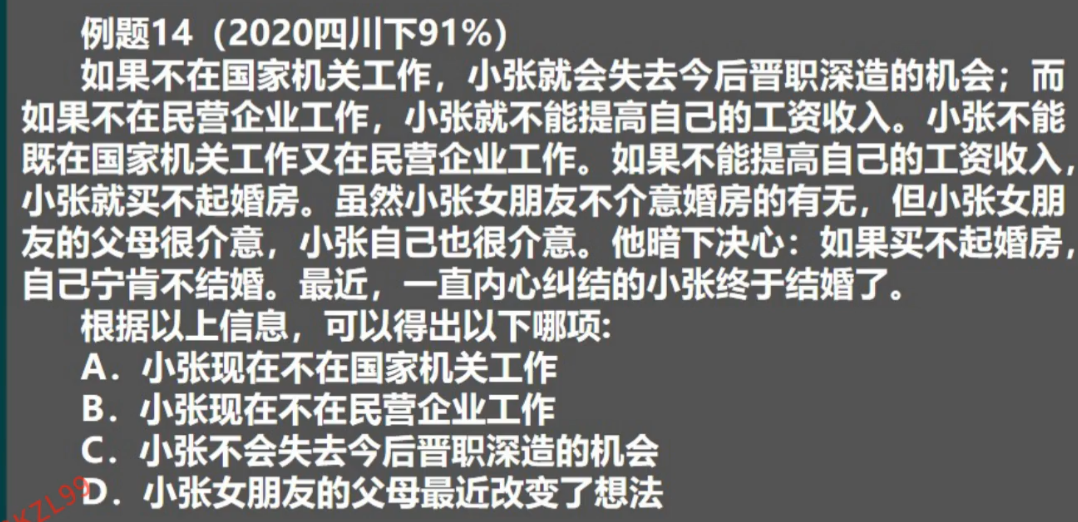 例题14（2020四川下91%）
如果不在国家机关工作，小张就会失去今后晋职深造的机会；而
如果不在民营企业工作，小张就不能提高自己的工资收入。小张不能
既在国家机关工作又在民营企业工作。如果不能提高自己的工资收入，
小张就买不起婚房。虽然小张女朋友不介意婚房的有无，但小张女朋
友的父母很介意，小张自己也很介意。他暗下决心：如果买不起婚房，
自己宁肯不结婚。最近，一直内心纠结的小张终于结婚了。
根据以上信息，可以得出以下哪项:
A．小张现在不在国家机关工作
B．小张现在不在民营企业工作
C．小张不会失去今后晋职深造的机会
D．小张女朋友的父母最近改变了想法
KZL99